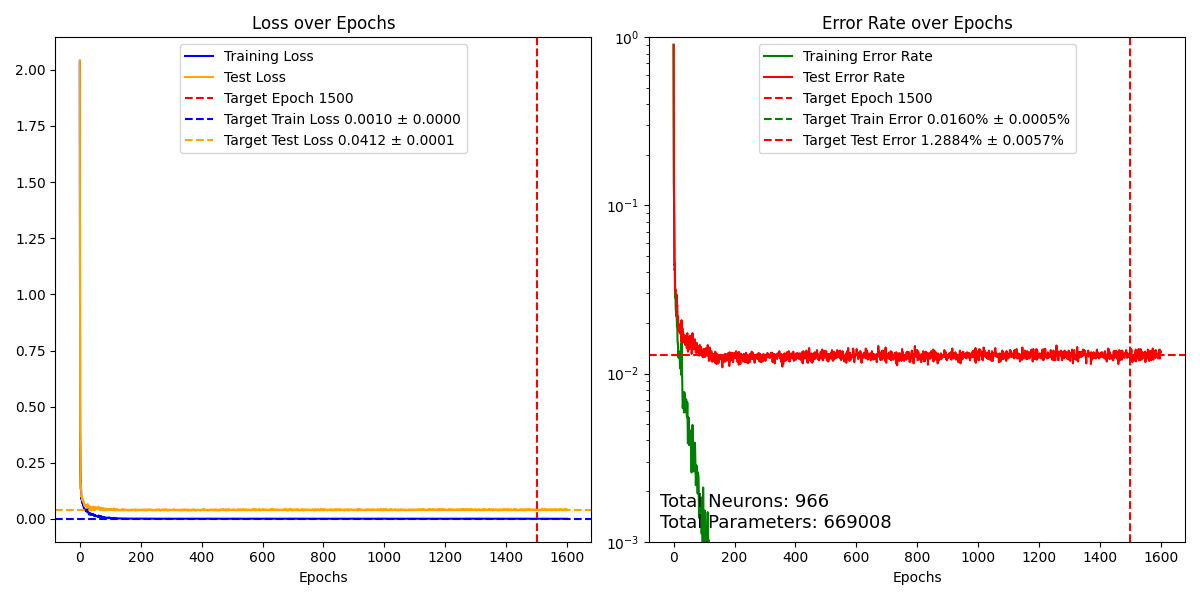 Loss over Epochs
Training Loss
Test Loss
Target Epoch 1500
Target Train Loss 0.0010 ± 0.0000
Target Test Loss 0.0412 ± 0.0001
2.00
1.75
1.50
1.25
1.00
0.75
0.50
0.25
0.00
0 200 400 600 800 1000 1200 1400 1600
Epochs
Error Rate over Epochs
Training Error Rate
Test Error Rate
Target Epoch 1500
Target Train Error 0.0160% ± 0.0005%
Target Test Error 1.2884% ± 0.0057%
10⁰
10⁻¹
10⁻²
10⁻³
Total Neurons: 966
Total Parameters: 669008
0 200 400 600 800 1000 1200 1400 1600
Epochs